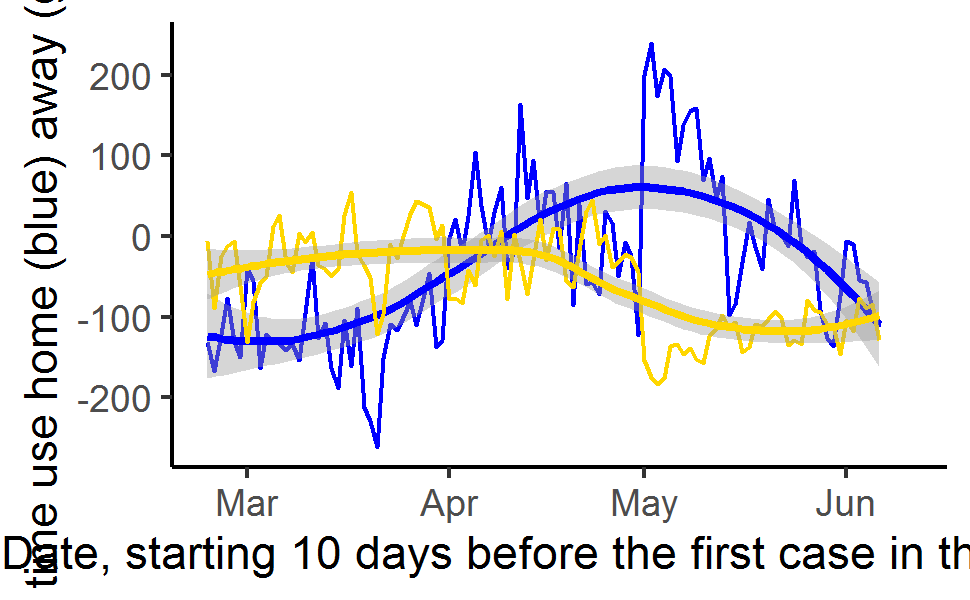 time use home (blue) away (
200
100
0
-100
-200
Mar Apr May Jun
Date, starting 10 days before the first case in th